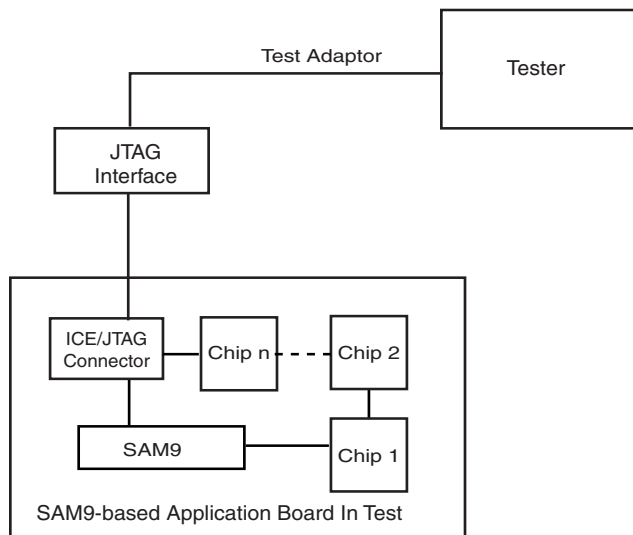 Test Adaptor
Tester
JTAG
Interface
ICE/JTAG
Connector
Chip n
Chip 2
SAM9
Chip 1
SAM9-based Application Board In Test